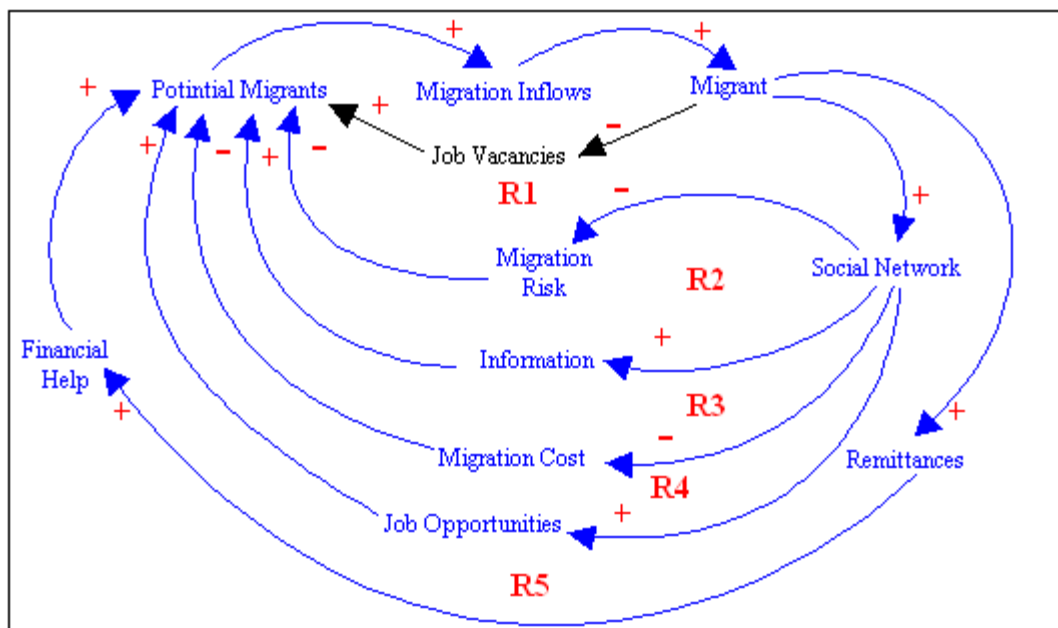 +
+
Potintial Migrants
Migration Inflows
Migrant
+
+
-
Job Vacancies
+
-
+
-
R1
-
+
Migration
Risk
R2
Social Network
Financial
Help
Information
+
R3
+
+
Migration Cost
-
Remittances
R4
Job Opportunities
+
R5